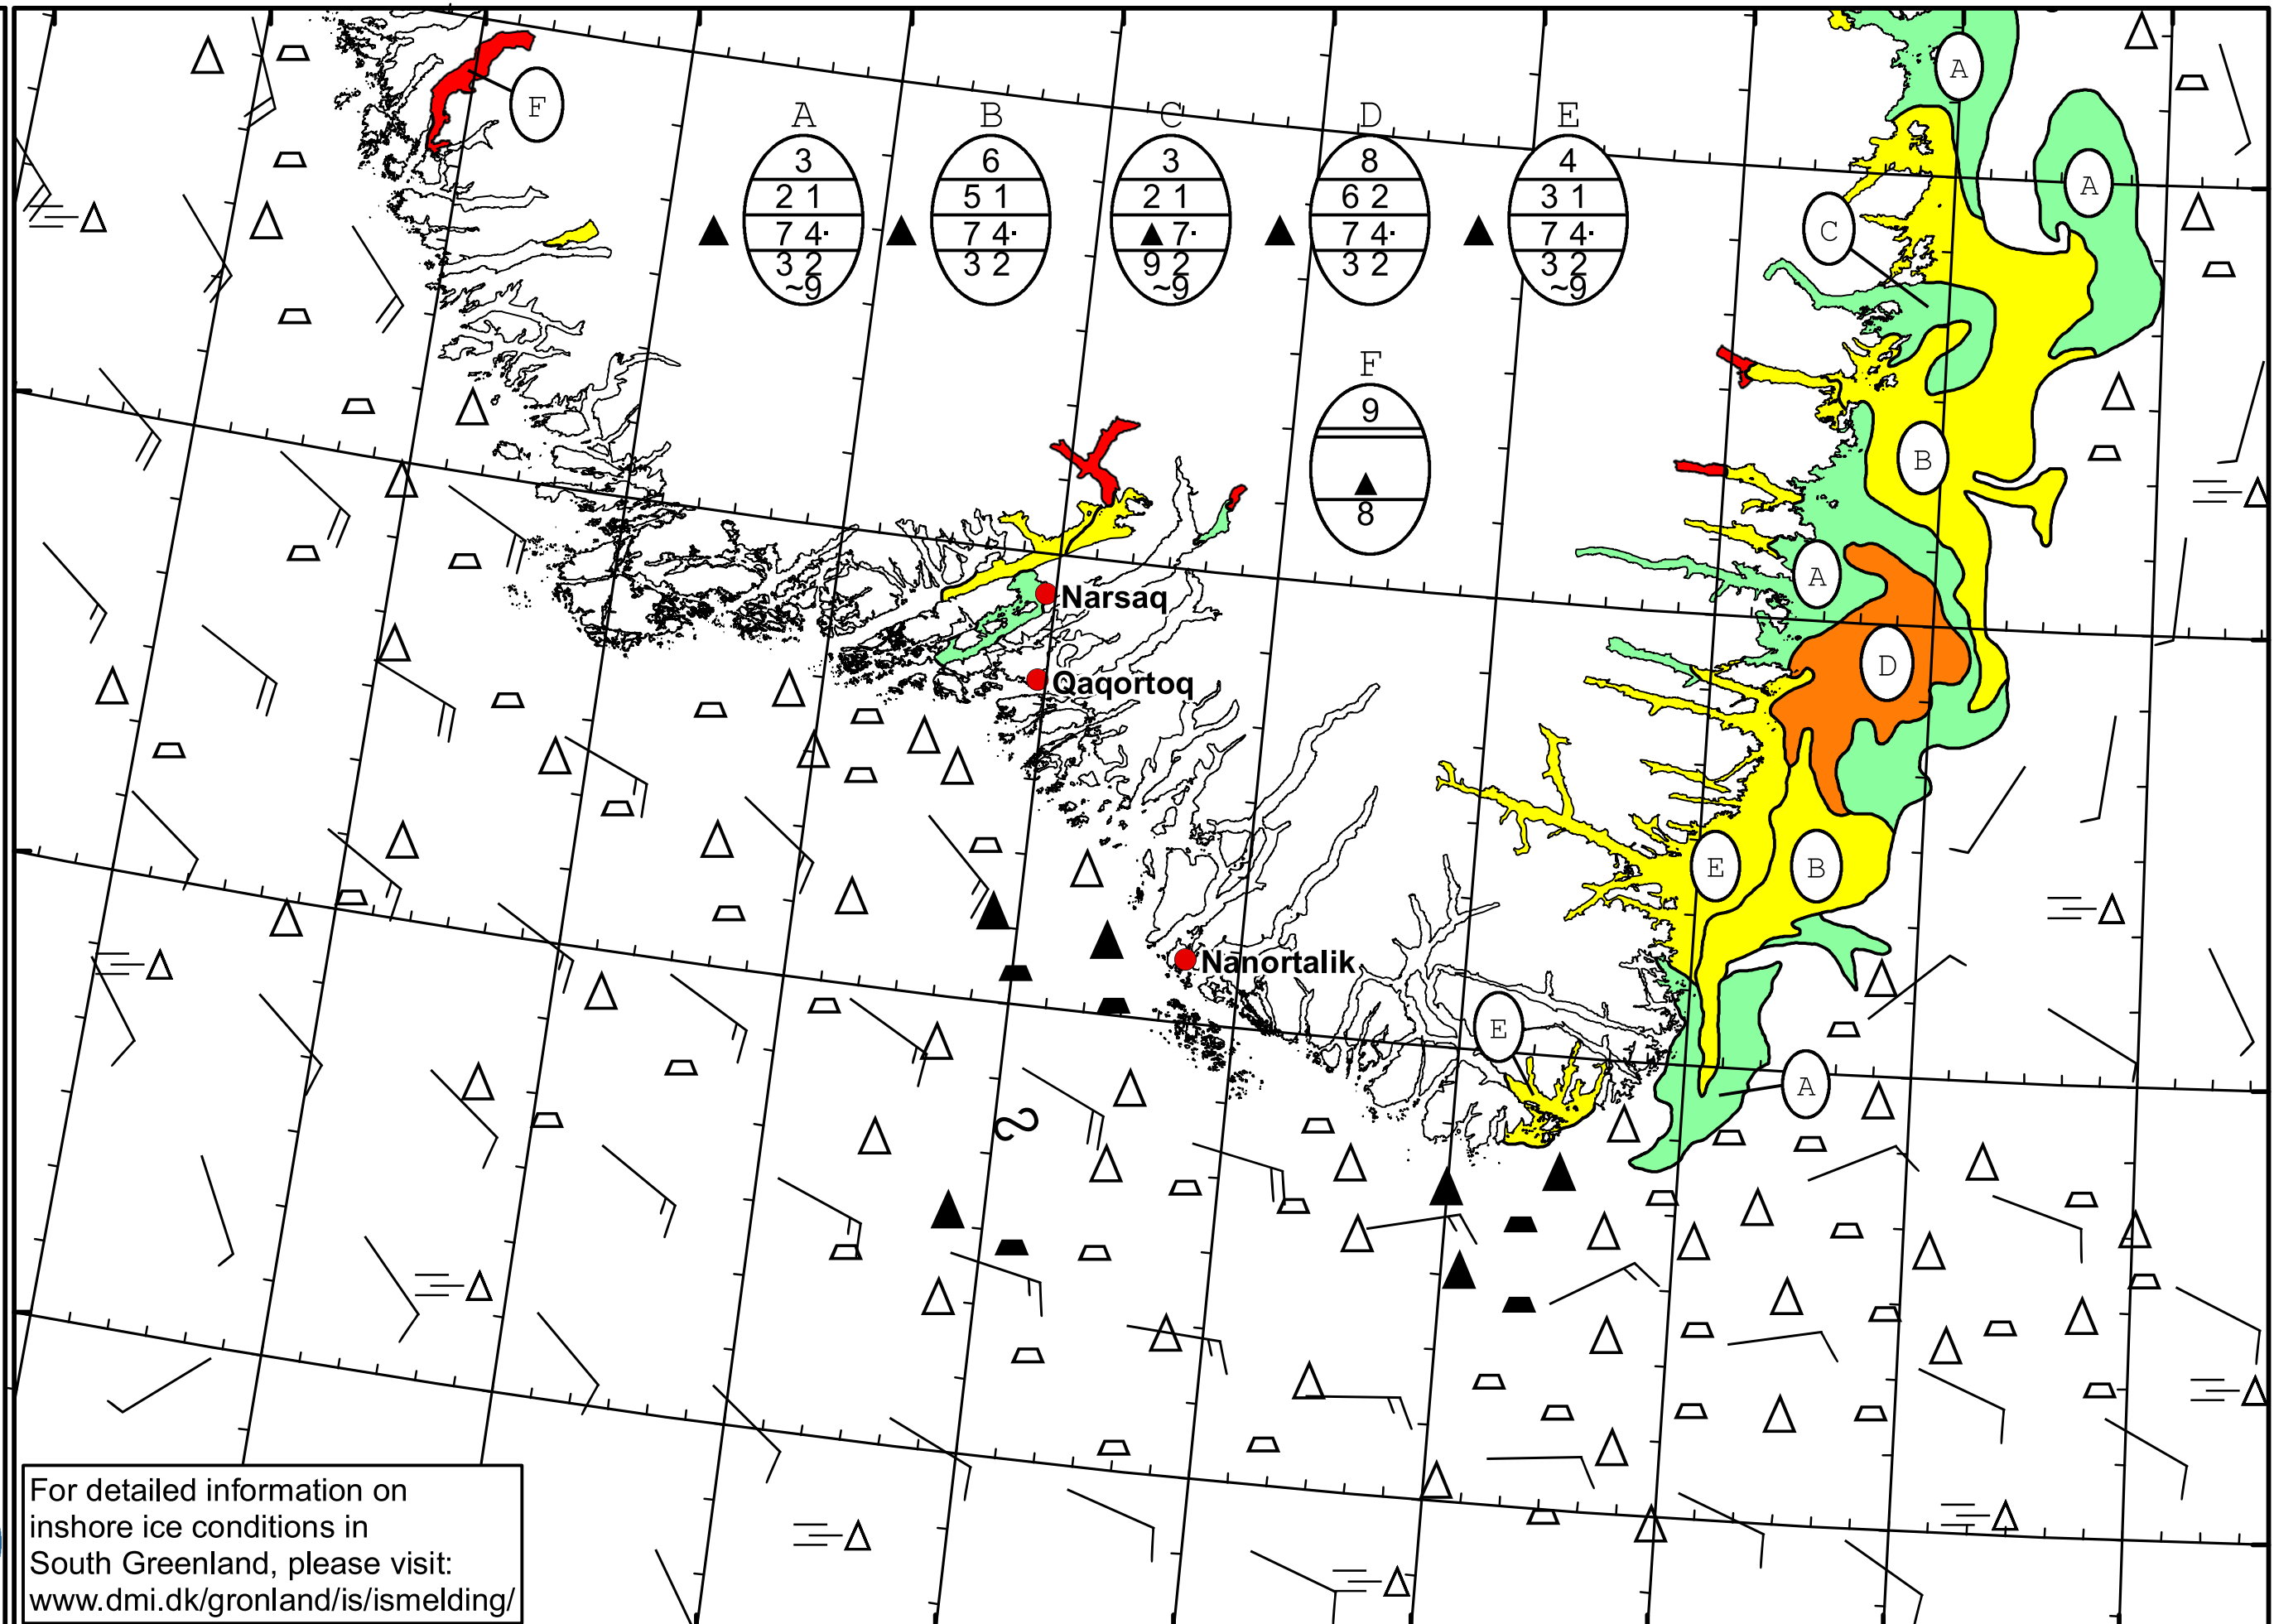 A
F
A B C D E
3 6 3 8 4
2 1 5 1 2 1 6 2 3 1
▲ 7 4· ▲ 7 4· ▲ 7· ▲ 7 4· ▲ 7 4·
3 2 3 2 9 2 3 2 3 2
~9 ~9 ~9
A
C
F
9
▲
8
B
A
Narsaq
D
Qaqortoq
E B
Nanortalik
E
A
For detailed information on
inshore ice conditions in
South Greenland, please visit:
www.dmi.dk/gronland/is/ismelding/